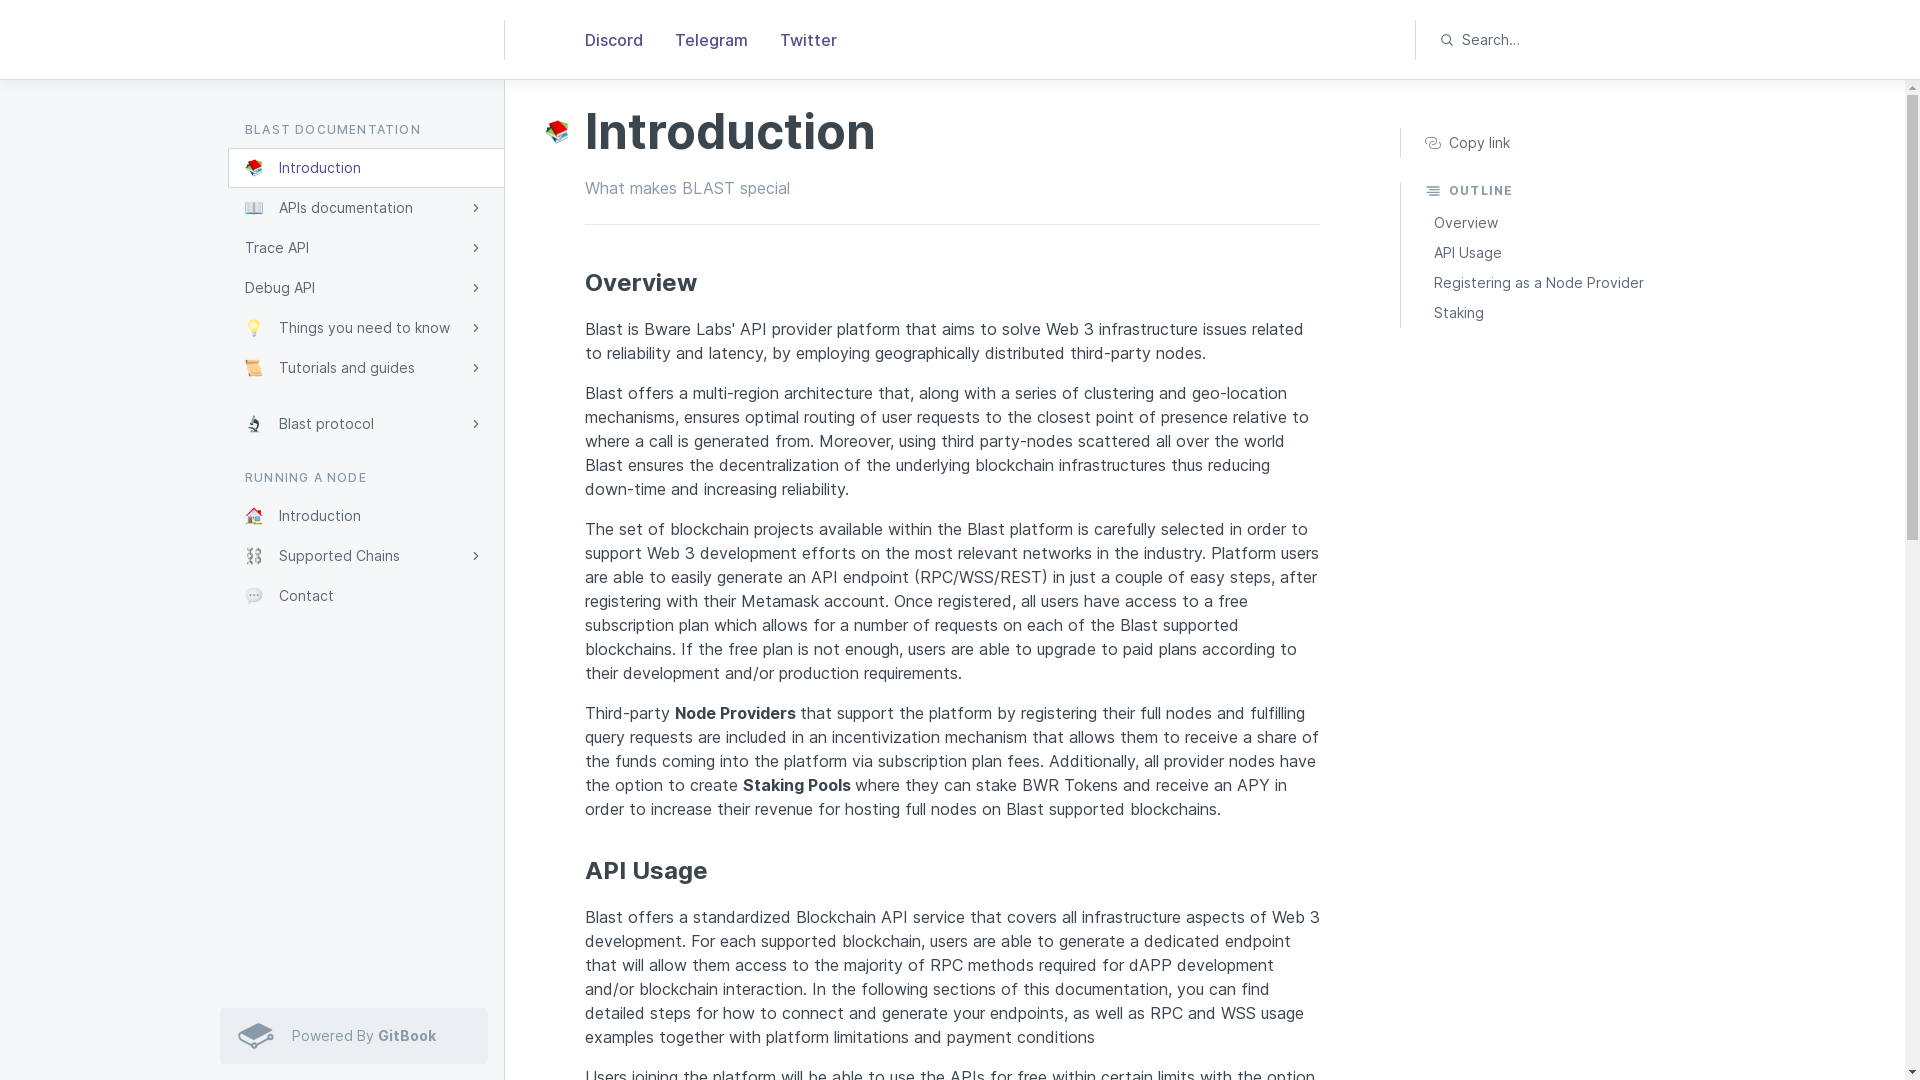 Discord
Telegram
Twitter
Search…
BLAST DOCUMENTATION
Introduction
APIs documentation
Trace API
Debug API
Things you need to know
Tutorials and guides
Blast protocol
RUNNING A NODE
Introduction
Supported Chains
Contact
Powered By GitBook
Introduction
What makes BLAST special
Overview
Blast is Bware Labs' API provider platform that aims to solve Web 3 infrastructure issues related
to reliability and latency, by employing geographically distributed third-party nodes.
Blast offers a multi-region architecture that, along with a series of clustering and geo-location
mechanisms, ensures optimal routing of user requests to the closest point of presence relative to
where a call is generated from. Moreover, using third party-nodes scattered all over the world
Blast ensures the decentralization of the underlying blockchain infrastructures thus reducing
down-time and increasing reliability.
The set of blockchain projects available within the Blast platform is carefully selected in order to
support Web 3 development efforts on the most relevant networks in the industry. Platform users
are able to easily generate an API endpoint (RPC/WSS/REST) in just a couple of easy steps, after
registering with their Metamask account. Once registered, all users have access to a free
subscription plan which allows for a number of requests on each of the Blast supported
blockchains. If the free plan is not enough, users are able to upgrade to paid plans according to
their development and/or production requirements.
Third-party Node Providers that support the platform by registering their full nodes and fulfilling
query requests are included in an incentivization mechanism that allows them to receive a share of
the funds coming into the platform via subscription plan fees. Additionally, all provider nodes have
the option to create Staking Pools where they can stake BWR Tokens and receive an APY in
order to increase their revenue for hosting full nodes on Blast supported blockchains.
API Usage
Blast offers a standardized Blockchain API service that covers all infrastructure aspects of Web 3
development. For each supported blockchain, users are able to generate a dedicated endpoint
that will allow them access to the majority of RPC methods required for dAPP development
and/or blockchain interaction. In the following sections of this documentation, you can find
detailed steps for how to connect and generate your endpoints, as well as RPC and WSS usage
examples together with platform limitations and payment conditions
Users joining the platform will be able to use the APIs for free within certain limits with the option
Copy link
OUTLINE
Overview
API Usage
Registering as a Node Provider
Staking